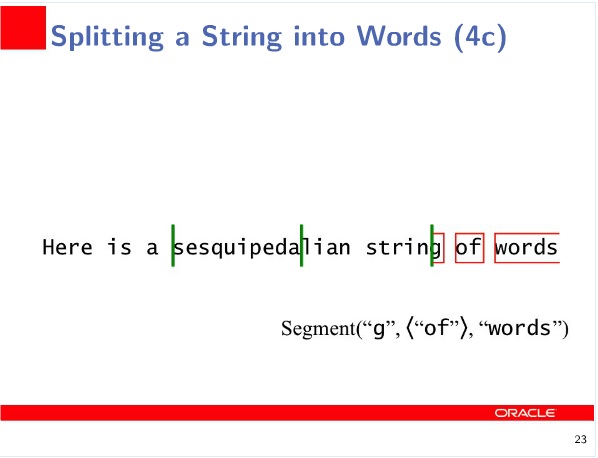 Splitting a String into Words (4c)
Here is a sesquipedalian string of words
Segment(“g”, ⟨“of”⟩, “words”)
ORACLE
23